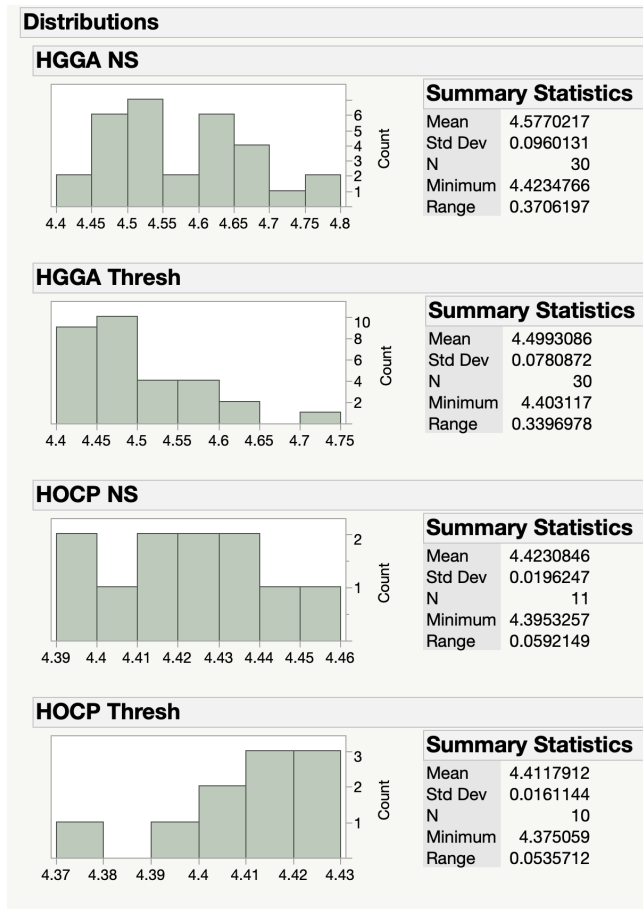 Distributions
HGGA NS
6
5
4
3
2
1
Count
4.4 4.45 4.5 4.55 4.6 4.65 4.7 4.75 4.8
Summary Statistics
Mean 4.5770217
Std Dev 0.0960131
N 30
Minimum 4.4234766
Range 0.3706197
HGGA Thresh
10
8
6
4
2
Count
4.4 4.45 4.5 4.55 4.6 4.65 4.7 4.75
Summary Statistics
Mean 4.4993086
Std Dev 0.0780872
N 30
Minimum 4.403117
Range 0.3396978
HOCP NS
2
1
Count
4.39 4.4 4.41 4.42 4.43 4.44 4.45 4.46
Summary Statistics
Mean 4.4230846
Std Dev 0.0196247
N 11
Minimum 4.3953257
Range 0.0592149
HOCP Thresh
3
2
1
Count
4.37 4.38 4.39 4.4 4.41 4.42 4.43
Summary Statistics
Mean 4.4117912
Std Dev 0.0161144
N 10
Minimum 4.375059
Range 0.0535712